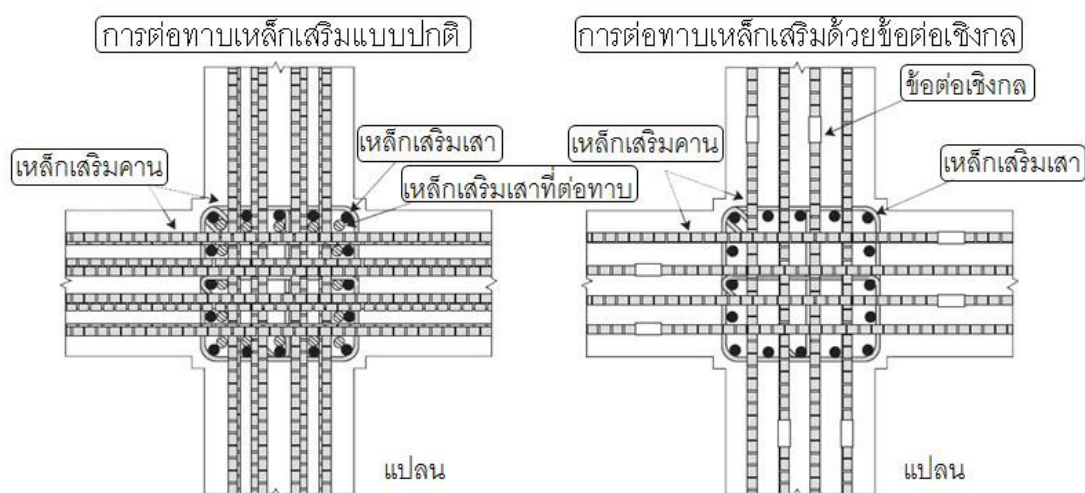 การต่อทาบเหล็กเสริมแบบปกติ
เหล็กเสริมคาน
เหล็กเสริมเสา
เหล็กเสริมเสาที่ต่อทาบ
แปลน
การต่อทาบเหล็กเสริมด้วยข้อต่อเชิงกล
ข้อต่อเชิงกล
เหล็กเสริมคาน
เหล็กเสริมเสา
แปลน